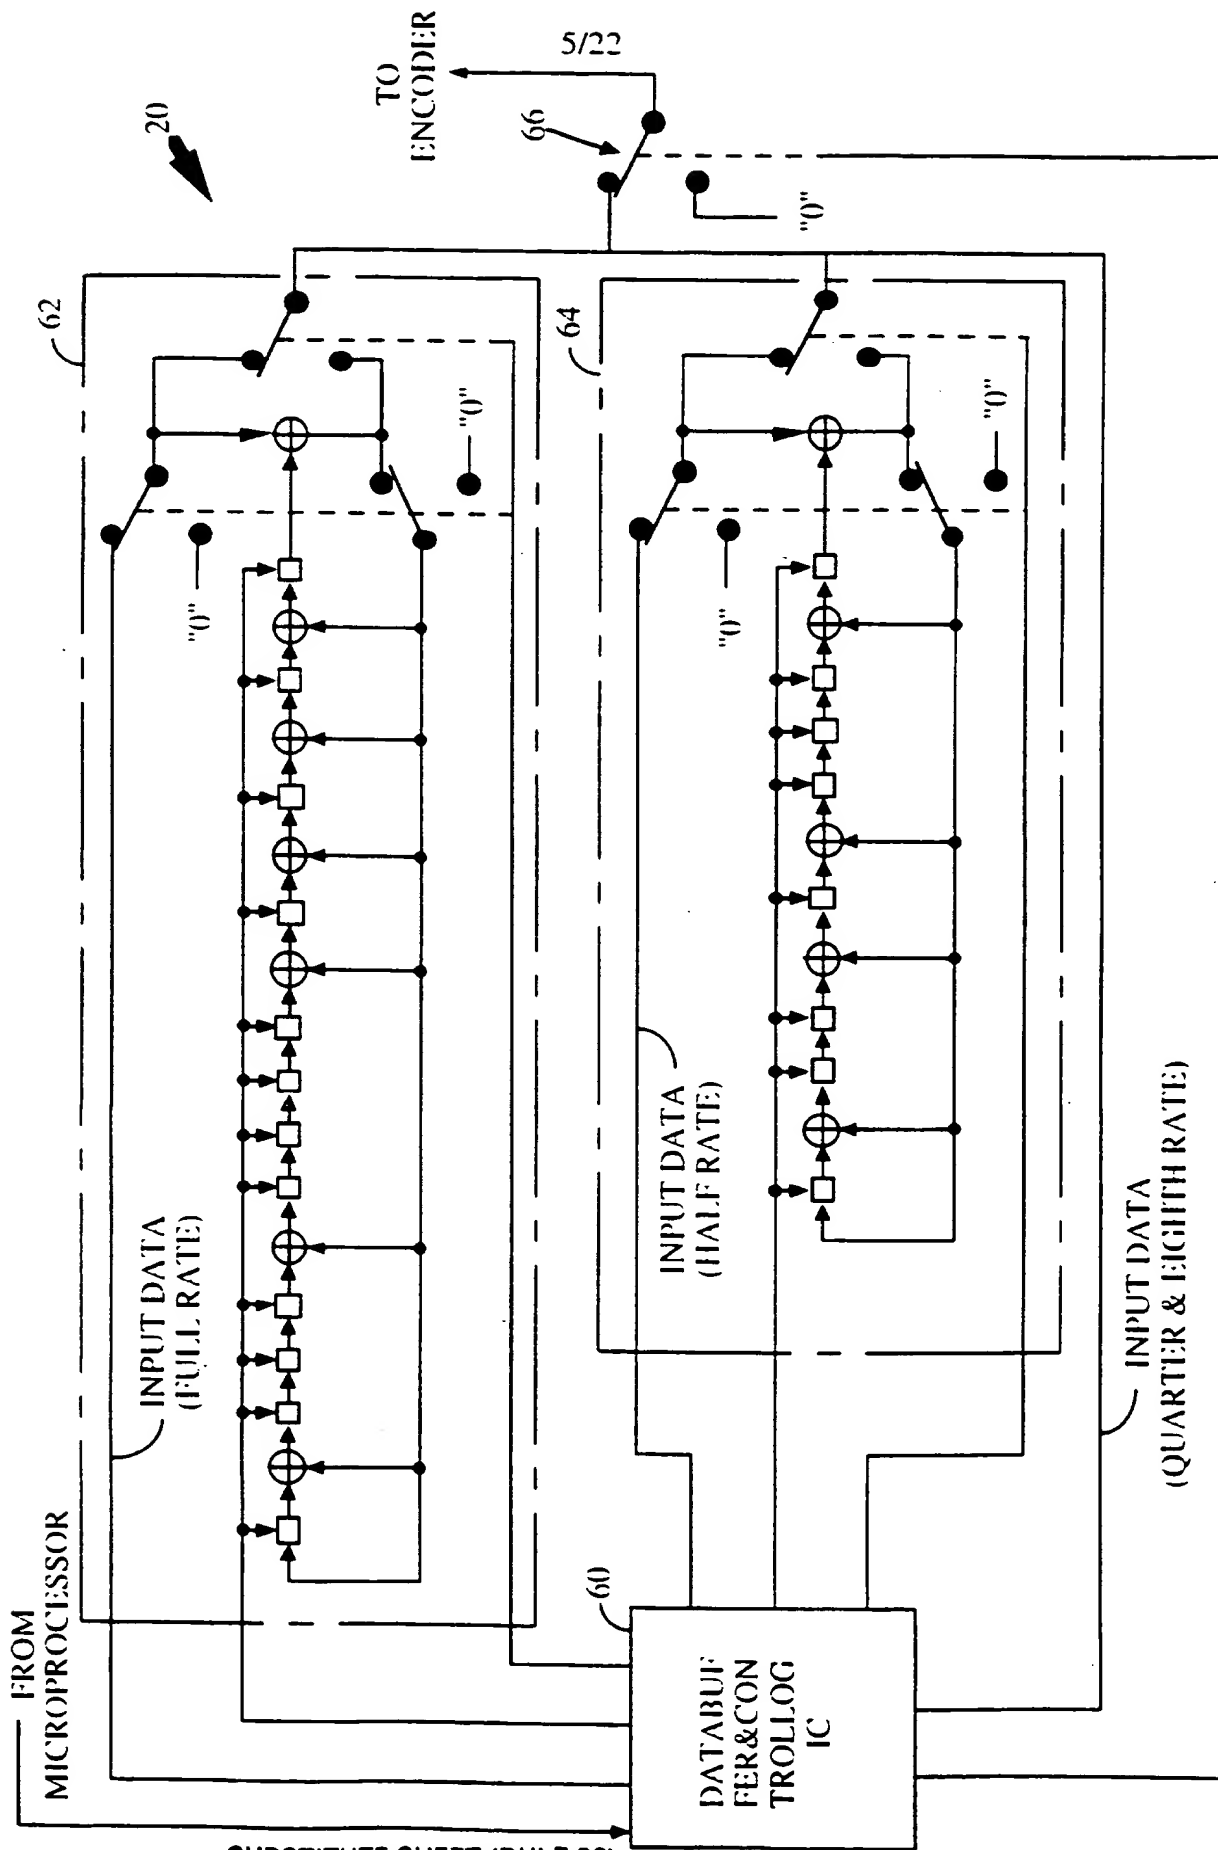 FROM
MICROPROCESSOR
INPUT DATA
(FULL RATE)
62
20
TO
ENCODER
5/22
66
"0"
"0"
"0"
60
DATABUF
FER&CON
TROLLOG
IC
INPUT DATA
(HALF RATE)
64
"0"
"0"
INPUT DATA
(QUARTER & EIGHTH RATE)